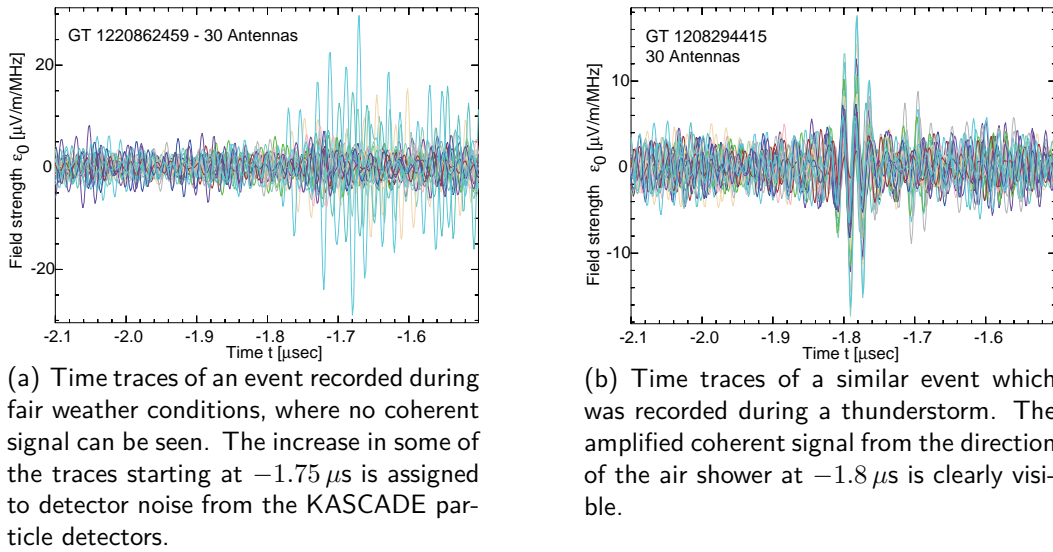 GT 1220862459 - 30 Antennas
Field strength ε0 [μV/m/MHz]
20
0
-20
-2.1 -2.0 -1.9 -1.8 -1.7 -1.6
Time t [μsec]
(a) Time traces of an event recorded during
fair weather conditions, where no coherent
signal can be seen. The increase in some of
the traces starting at −1.75 μs is assigned
to detector noise from the KASCADE par-
ticle detectors.
GT 1208294415
30 Antennas
Field strength ε0 [μV/m/MHz]
10
0
-10
-2.1 -2.0 -1.9 -1.8 -1.7 -1.6
Time t [μsec]
(b) Time traces of a similar event which
was recorded during a thunderstorm. The
amplified coherent signal from the direction
of the air shower at −1.8 μs is clearly visi-
ble.